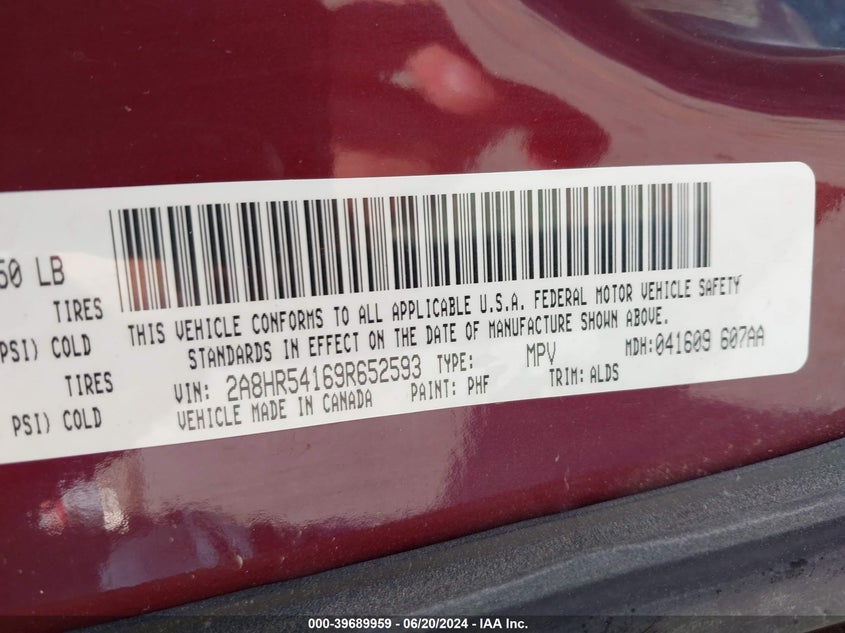 50 LB
TIRES
PSI) COLD
TIRES
PSI) COLD
THIS VEHICLE CONFORMS TO ALL APPLICABLE U.S.A. FEDERAL MOTOR VEHICLE SAFETY
STANDARDS IN EFFECT ON THE DATE OF MANUFACTURE SHOWN ABOVE.
VIN: 2A8HR54169R652593 TYPE: MPV MDH:041609 607AA
VEHICLE MADE IN CANADA PAINT: PHF TRIM: ALDS
000-39689959 - 06/20/2024 - IAA Inc.